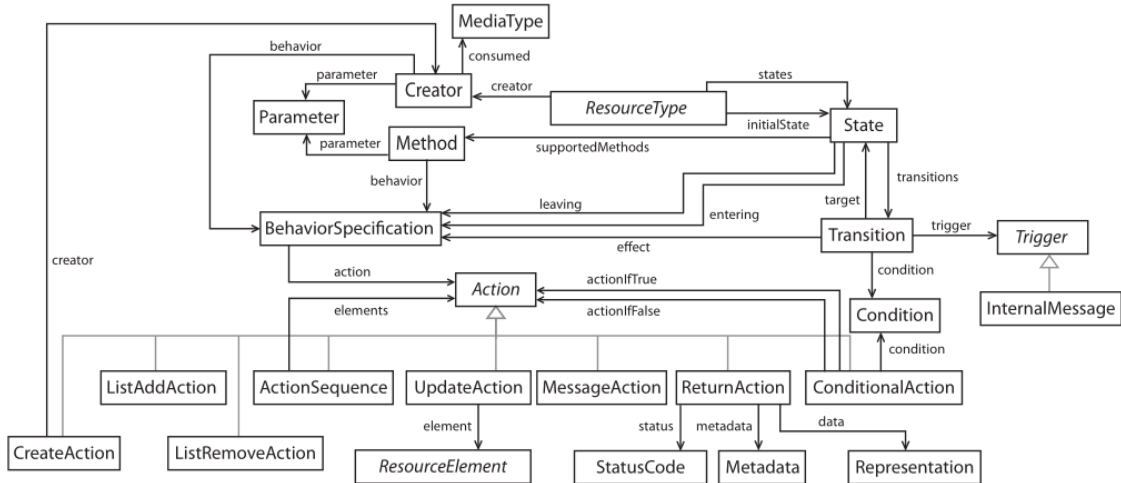 MediaType
behavior
consumed
parameter
Creator
creator
states
ResourceType
Parameter
initialState
State
parameter
Method
supportedMethods
behavior
transitions
leaving
entering
target
BehaviorSpecification
effect
Transition
trigger
Trigger
creator
action
Action
actionIfTrue
condition
elements
actionIfFalse
Condition
InternalMessage
condition
ListAddAction
ActionSequence
UpdateAction
MessageAction
ReturnAction
ConditionalAction
element
status
metadata
data
CreateAction
ListRemoveAction
ResourceElement
StatusCode
Metadata
Representation